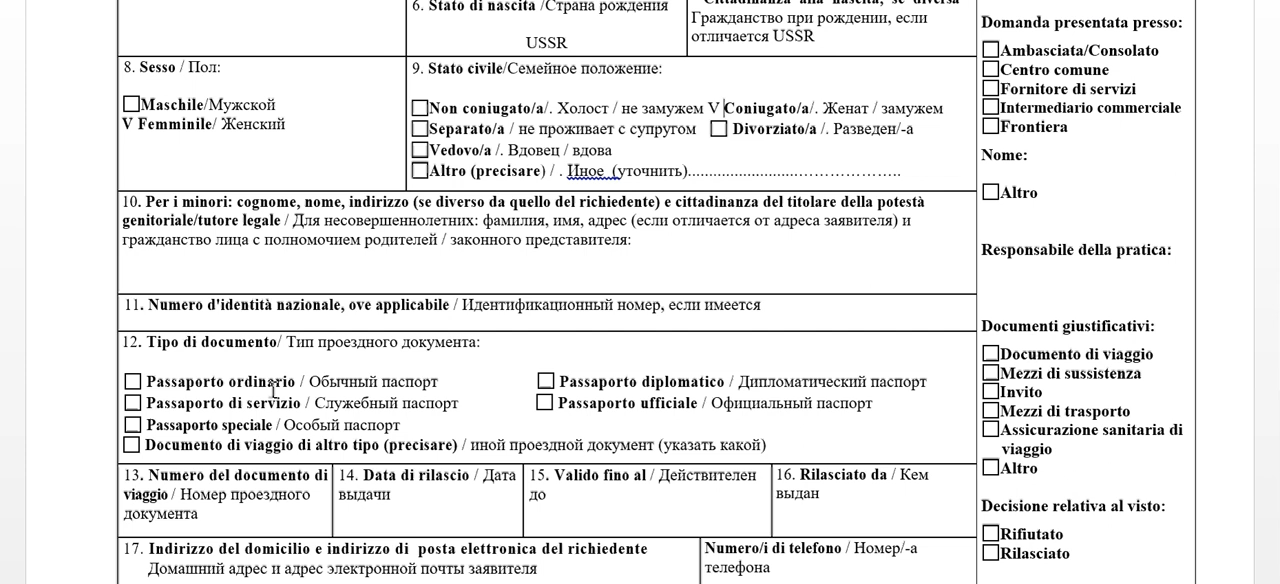 6. Stato di nascita /Страна рождения
USSR
Cittadinanza alla nascita, se diversa
Гражданство при рождении, если
отличается USSR
8. Sesso / Пол:
☐Maschile/Мужской
V Femminile/ Женский
9. Stato civile/Семейное положение:
☐Non coniugato/a/. Холост / не замужем V Coniugato/a/. Женат / замужем
☐Separato/a / не проживает с супругом ☐ Divorziato/a /. Разведен/-а
☐Vedovo/a /. Вдовец / вдова
☐Altro (precisare) / . Иное (уточнить)..........................………………..
10. Per i minori: cognome, nome, indirizzo (se diverso da quello del richiedente) e cittadinanza del titolare della potestà
genitoriale/tutore legale / Для несовершеннолетних: фамилия, имя, адрес (если отличается от адреса заявителя) и
гражданство лица с полномочием родителей / законного представителя:
11. Numero d'identità nazionale, ove applicabile / Идентификационный номер, если имеется
12. Tipo di documento/ Тип проездного документа:
☐ Passaporto ordinario / Обычный паспорт ☐ Passaporto diplomatico / Дипломатический паспорт
☐ Passaporto di servizio / Служебный паспорт ☐ Passaporto ufficiale / Официальный паспорт
☐ Passaporto speciale / Особый паспорт
☐ Documento di viaggio di altro tipo (precisare) / иной проездной документ (указать какой)
13. Numero del documento di
viaggio / Номер проездного
документа
14. Data di rilascio / Дата
выдачи
15. Valido fino al / Действителен
до
16. Rilasciato da / Кем
выдан
17. Indirizzo del domicilio e indirizzo di posta elettronica del richiedente
Домашний адрес и адрес электронной почты заявителя
Numero/i di telefono / Номер/-а
телефона
Domanda presentata presso:
☐Ambasciata/Consolato
☐Centro comune
☐Fornitore di servizi
☐Intermediario commerciale
☐Frontiera
Nome:
☐Altro
Responsabile della pratica:
Documenti giustificativi:
☐Documento di viaggio
☐Mezzi di sussistenza
☐Invito
☐Mezzi di trasporto
☐Assicurazione sanitaria di
viaggio
☐Altro
Decisione relativa al visto:
☐Rifiutato
☐Rilasciato